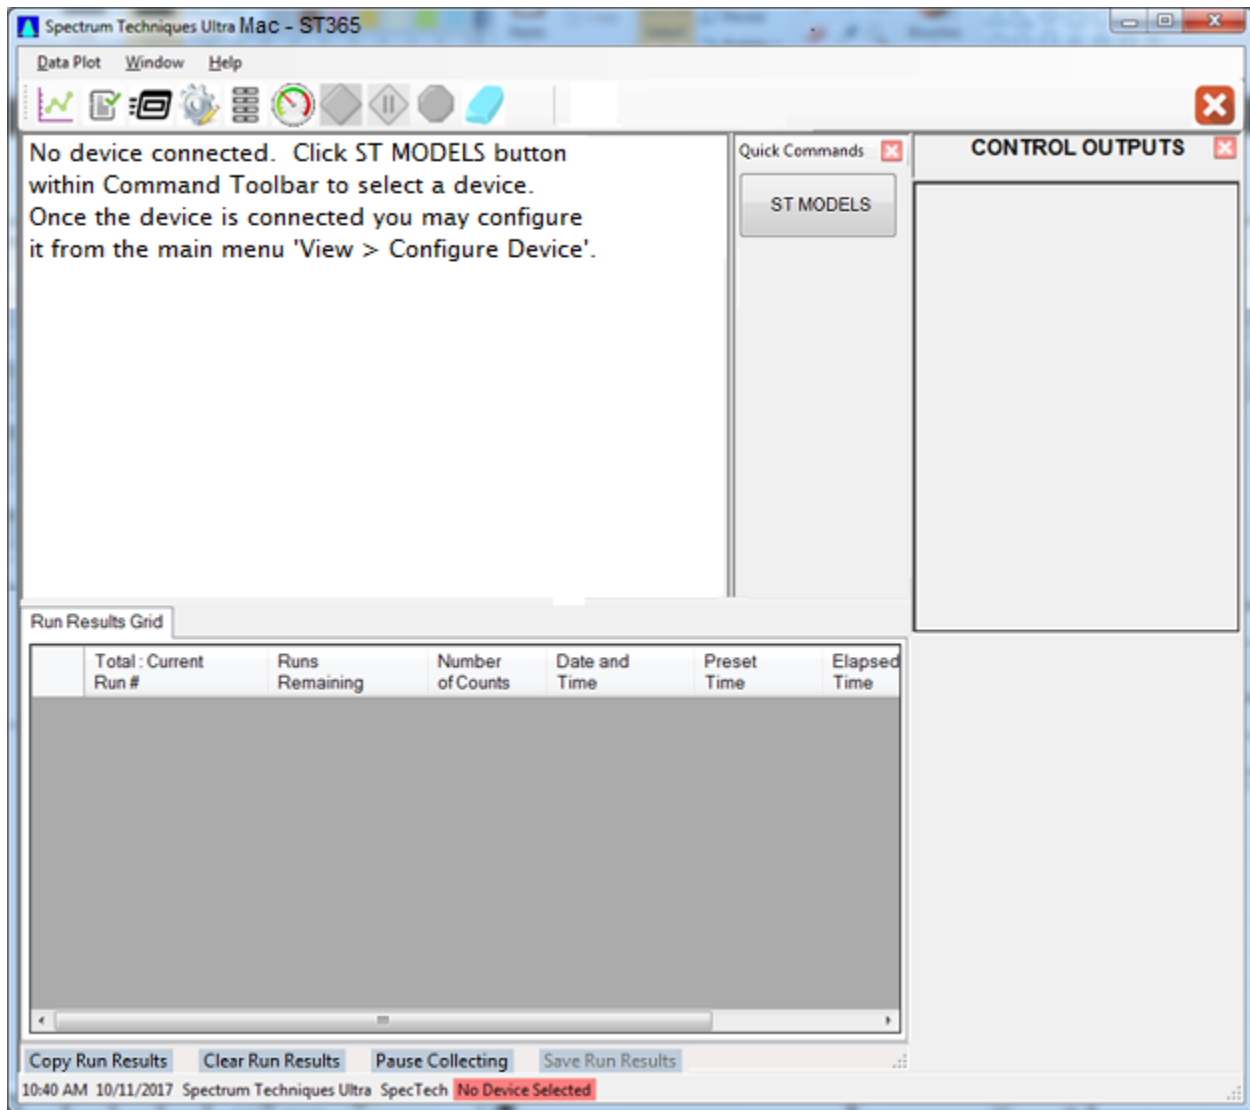 Spectrum Techniques Ultra Mac - ST365
Data Plot Window Help
No device connected. Click ST MODELS button
within Command Toolbar to select a device.
Once the device is connected you may configure
it from the main menu 'View > Configure Device'.
Quick Commands
ST MODELS
CONTROL OUTPUTS
Run Results Grid
Total : Current Run #
Runs Remaining
Number of Counts
Date and Time
Preset Time
Elapsed Time
Copy Run Results Clear Run Results Pause Collecting Save Run Results
10:40 AM 10/11/2017 Spectrum Techniques Ultra SpecTech No Device Selected